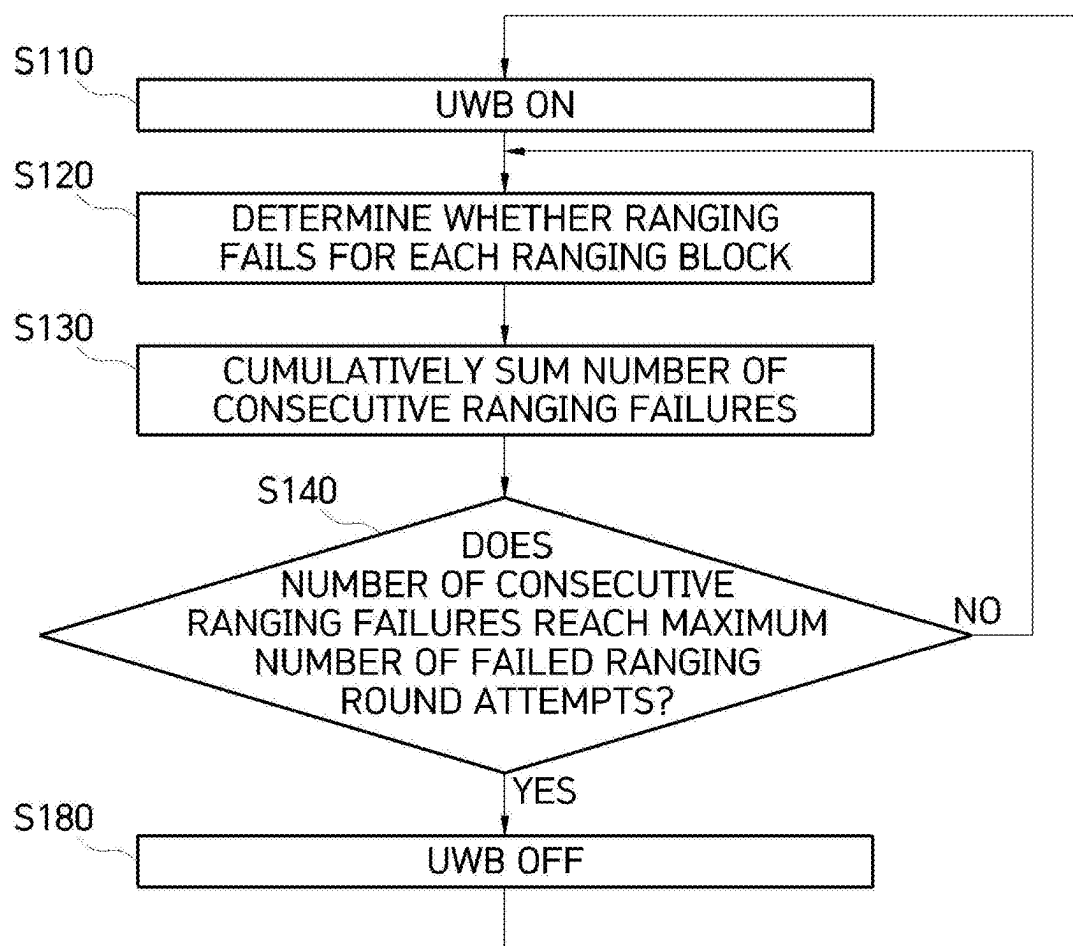 S110
UWB ON
S120
DETERMINE WHETHER RANGING
FAILS FOR EACH RANGING BLOCK
S130
CUMULATIVELY SUM NUMBER OF
CONSECUTIVE RANGING FAILURES
S140
DOES
NUMBER OF CONSECUTIVE
RANGING FAILURES REACH MAXIMUM
NUMBER OF FAILED RANGING
ROUND ATTEMPTS?
NO
YES
S180
UWB OFF